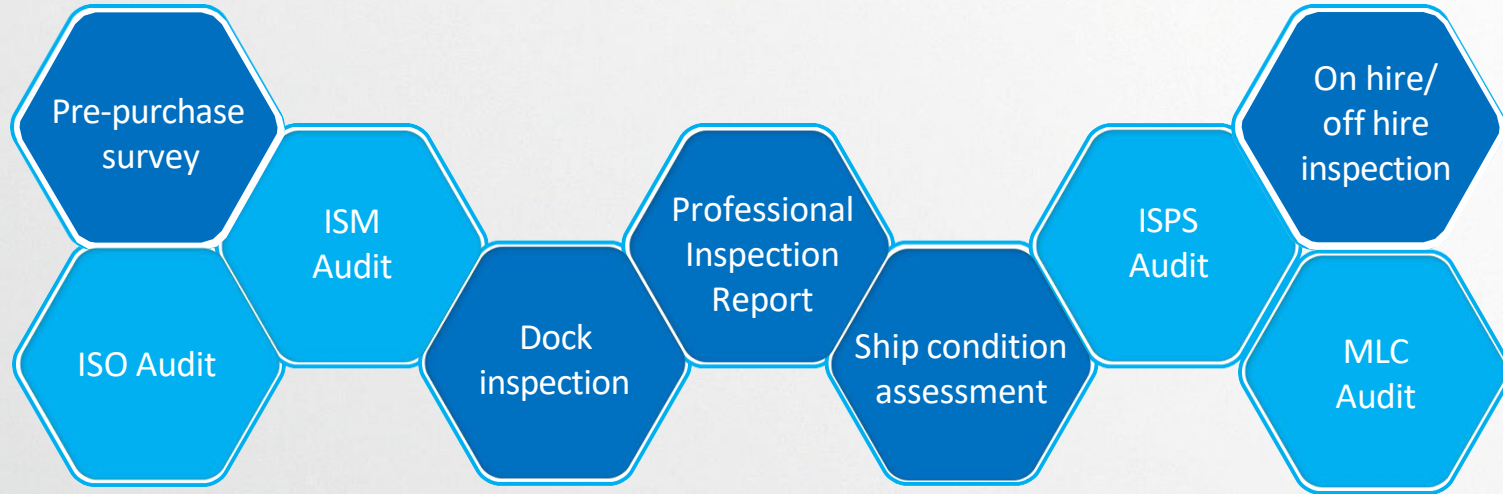 Pre-purchase
survey
ISO Audit
ISM
Audit
Dock
inspection
Professional
Inspection
Report
Ship condition
assessment
ISPS
Audit
On hire/
off hire
inspection
MLC
Audit